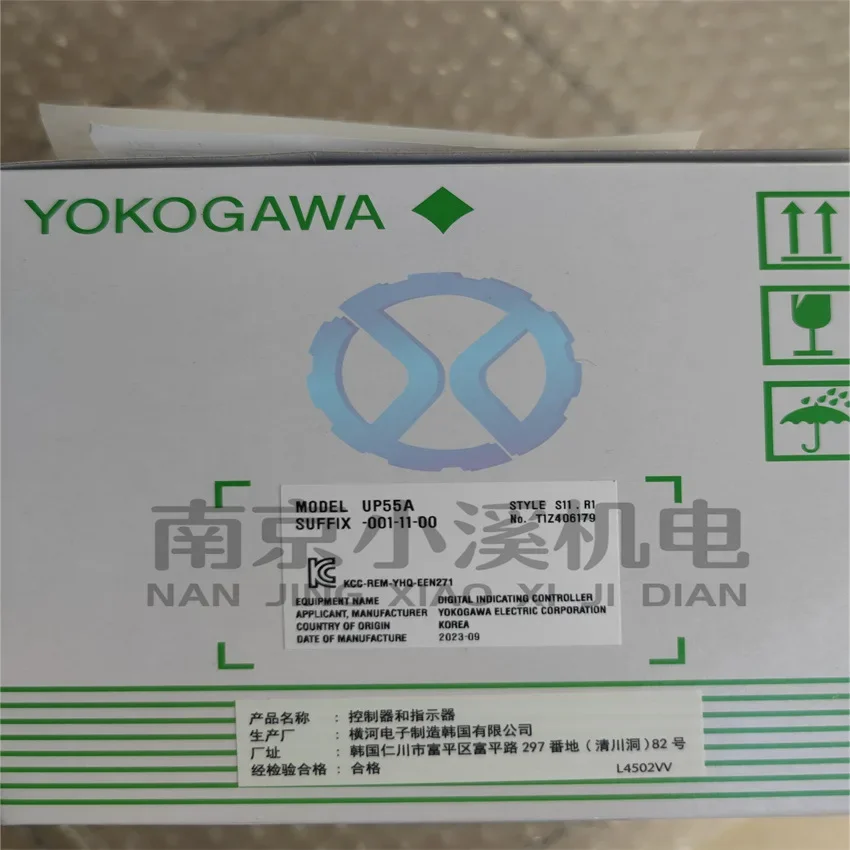 YOKOGAWA
MODEL UP55A STYLE S11.R1
SUFFIX -001-11-00 No. T1Z406179
南京小溪机电
KCC-REM-YHQ-EEN271
NAN JING XIAO XI JI DIAN
EQUIPMENT NAME DIGITAL INDICATING CONTROLLER
APPLICANT, MANUFACTURER YOKOGAWA ELECTRIC CORPORATION
COUNTRY OF ORIGIN KOREA
DATE OF MANUFACTURE 2023-09
产品名称 : 控制器和指示器
生产厂 : 横河电子制造韩国有限公司
厂址 : 韩国仁川市富平区富平路 297 番地(清川洞)82 号
经检验合格 : 合格 L4502VV